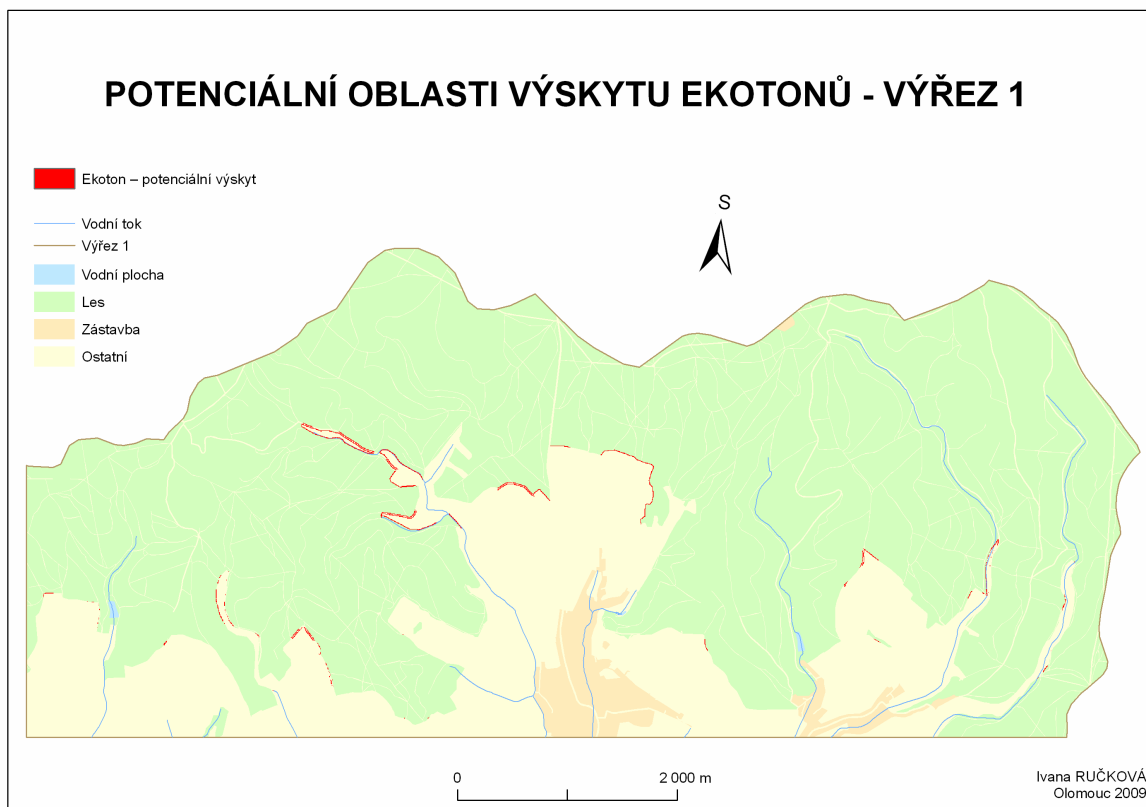 POTENCIÁLNÍ OBLASTI VÝSKYTU EKOTONŮ - VÝŘEZ 1
Ekoton – potenciální výskyt
Vodní tok
Výřez 1
Vodní plocha
Les
Zástavba
Ostatní
S
0
2 000 m
Ivana RUČKOVÁ
Olomouc 2009